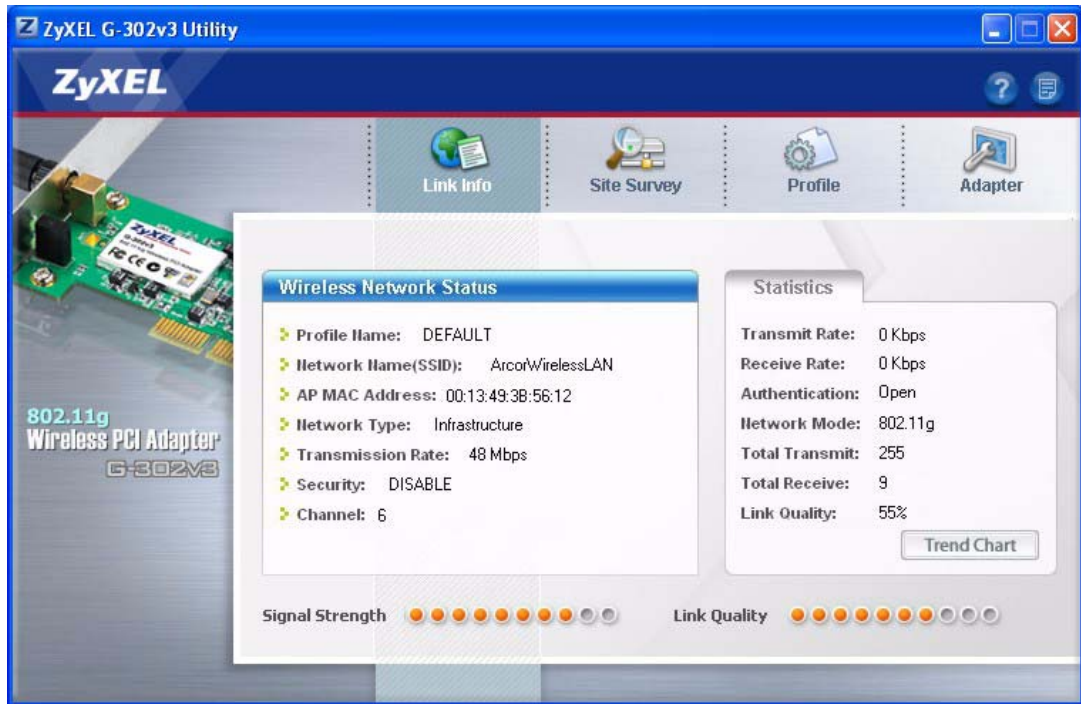 ZyXEL G-302v3 Utility
ZyXEL
?
Link Info
Site Survey
Profile
Adapter
ZyXEL
G-302v3
FC CE
802.11g
Wireless PCI Adapter
G-302v3
Wireless Network Status
Profile Name: DEFAULT
Network Name(SSID): ArcorWirelessLAN
AP MAC Address: 00:13:49:3B:56:12
Network Type: Infrastructure
Transmission Rate: 48 Mbps
Security: DISABLE
Channel: 6
Statistics
Transmit Rate: 0 Kbps
Receive Rate: 0 Kbps
Authentication: Open
Network Mode: 802.11g
Total Transmit: 255
Total Receive: 9
Link Quality: 55%
Trend Chart
Signal Strength
Link Quality